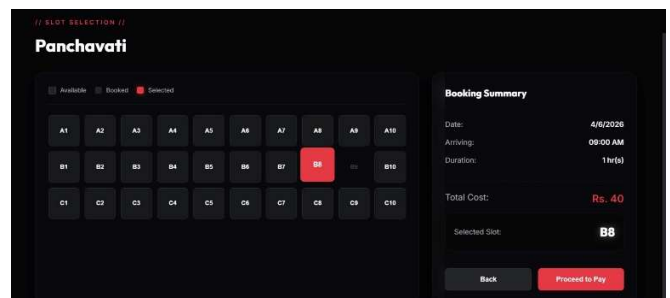 // SLOT SELECTION //
Panchavati
Available Booked Selected
A1 A2 A3 A4 A5 A6 A7 A8 A9 A10
B1 B2 B3 B4 B5 B6 B7 B8 B9 B10
C1 C2 C3 C4 C5 C6 C7 C8 C9 C10
Booking Summary
Date: 4/6/2026
Arriving: 09:00 AM
Duration: 1 hr(s)
Total Cost: Rs. 40
Selected Slot: B8
Back Proceed to Pay